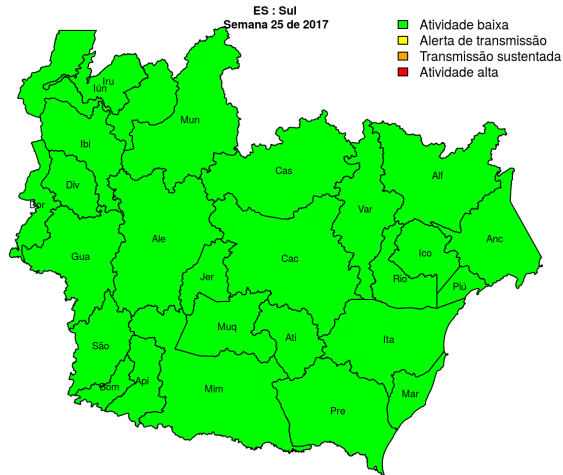 ES : Sul
Semana 25 de 2017
Atividade baixa
Alerta de transmissão
Transmissão sustentada
Atividade alta
Iru
Iún
Mun
Ibi
Cas
Alf
Div
Dor
Var
Ale
Anc
Ico
Gua
Cac
Jer
Rio
Piú
Muq
Ati
Ita
São
Api
Bom
Mim
Mar
Pre